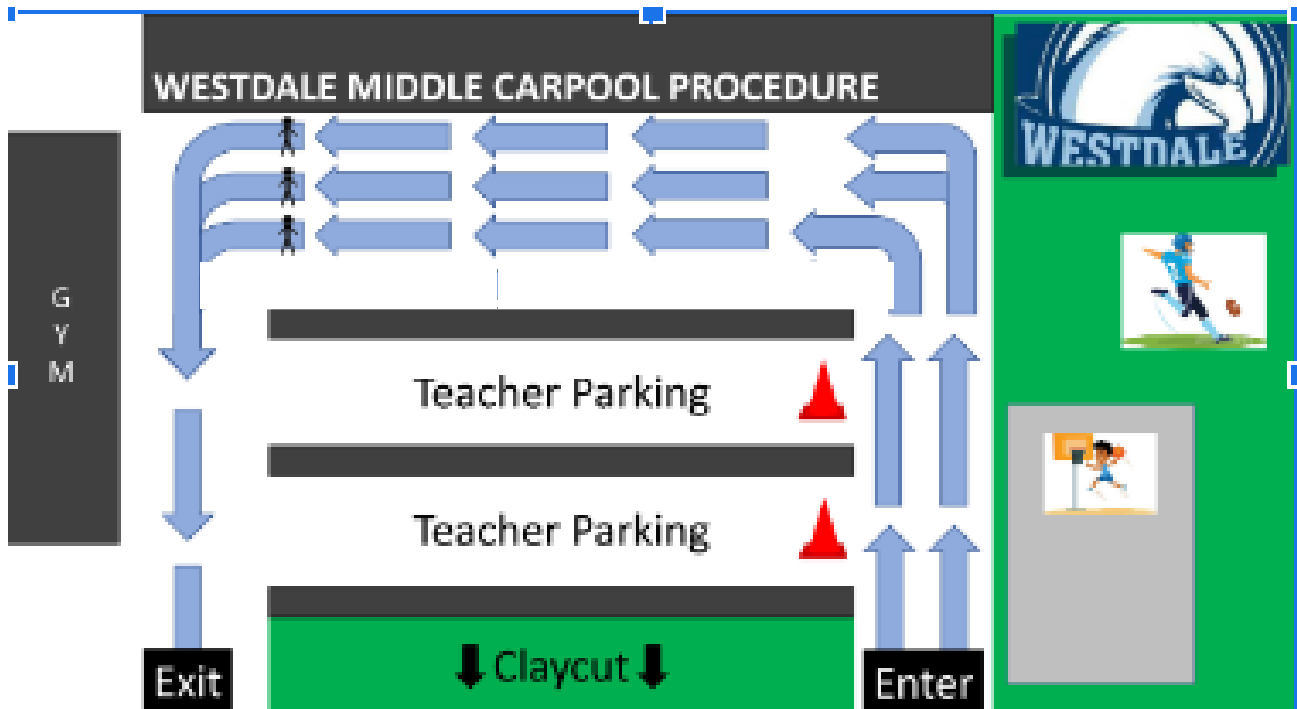 WESTDALE MIDDLE CARPOOL PROCEDURE
WESTDALE
G
Y
M
Teacher Parking
Teacher Parking
Claycut
Exit
Enter